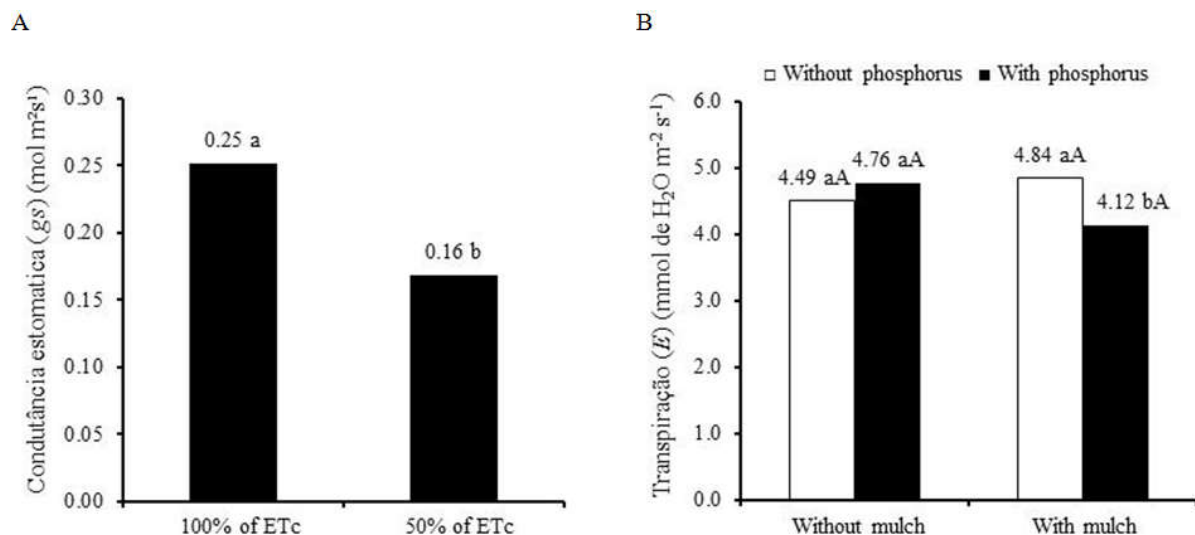 A
Condutância estomatica (gs) (mol m²s¹)
0.30
0.25
0.20
0.15
0.10
0.05
0.00
0.25 a
0.16 b
100% of ETc
50% of ETc
B
Without phosphorus
With phosphorus
Transpiração (E) (mmol de H₂O m⁻² s⁻¹)
6.0
5.0
4.0
3.0
2.0
1.0
0.0
4.49 aA
4.76 aA
4.84 aA
4.12 bA
Without mulch
With mulch